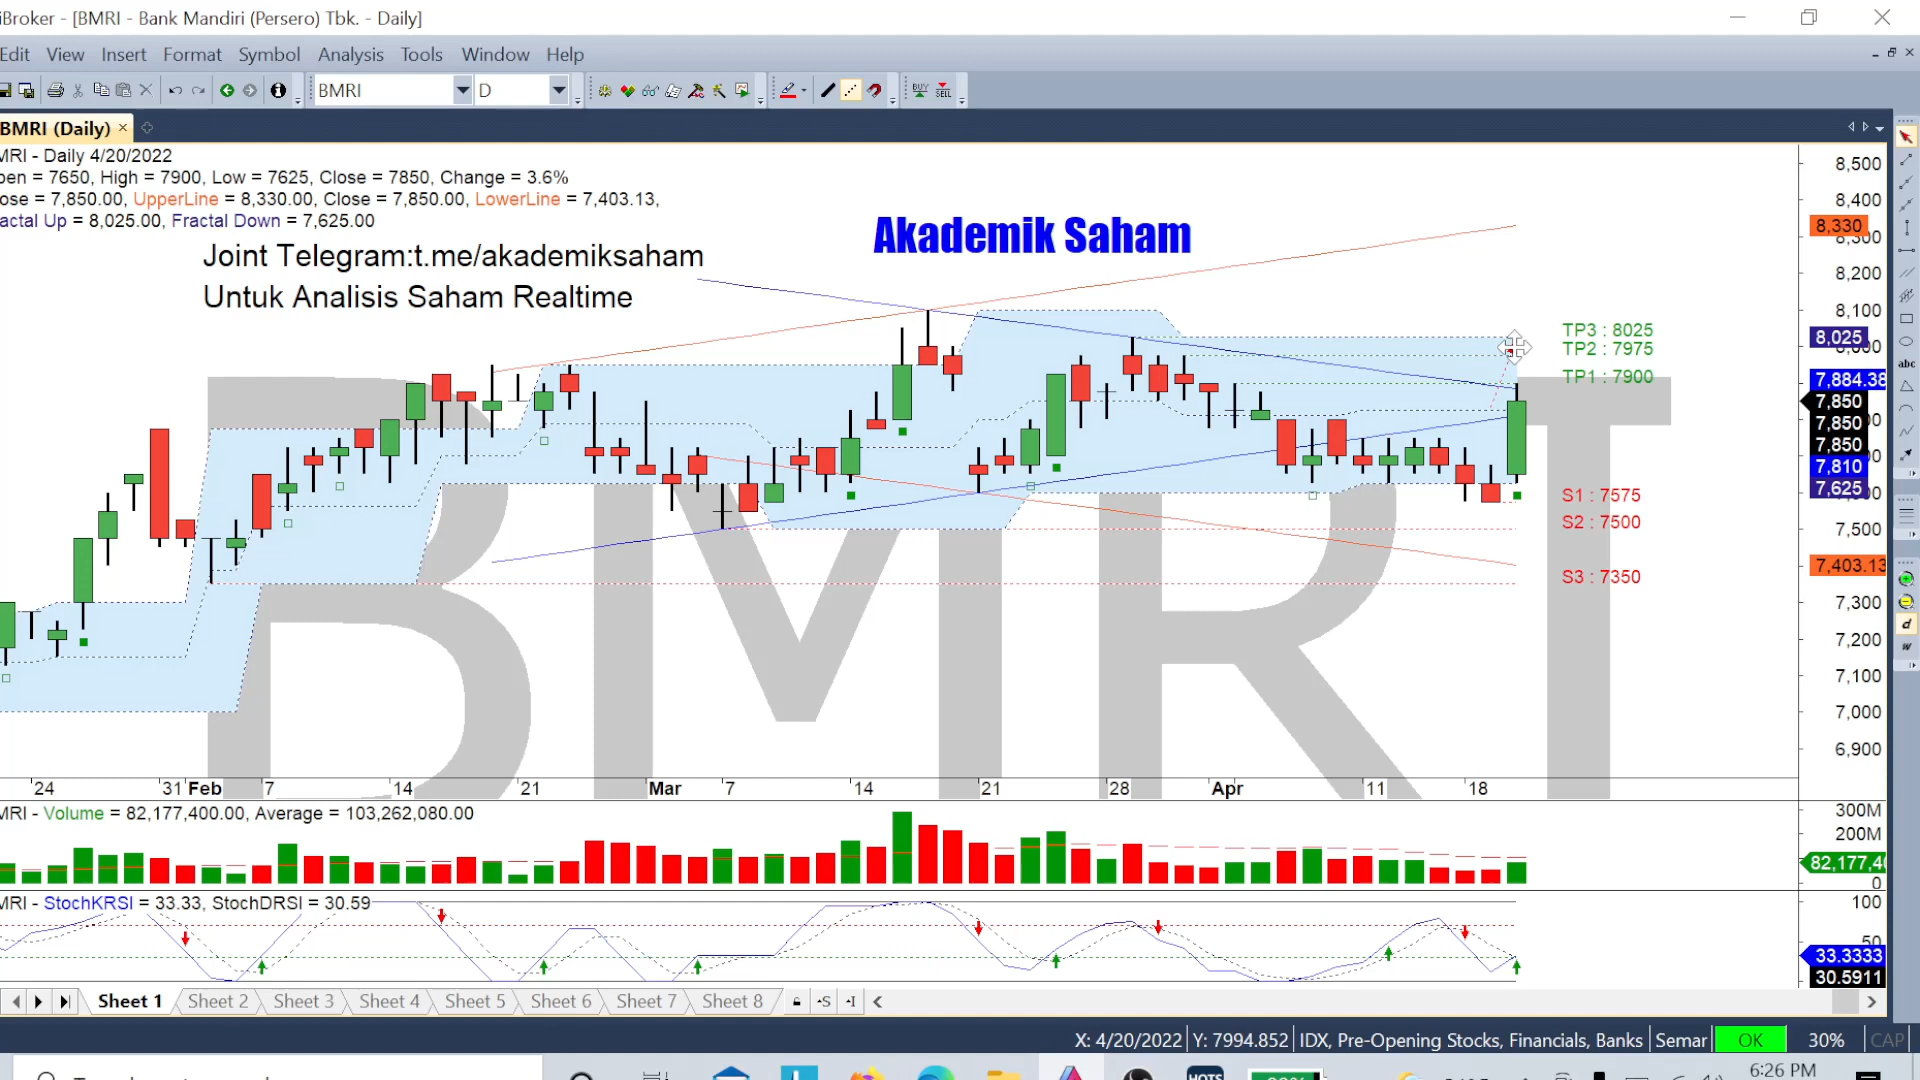 iBroker - [BMRI - Bank Mandiri (Persero) Tbk. - Daily]
Edit View Insert Format Symbol Analysis Tools Window Help
BMRI D BUY SELL
BMRI (Daily)
MRI - Daily 4/20/2022
pen = 7650, High = 7900, Low = 7625, Close = 7850, Change = 3.6%
ose = 7,850.00, UpperLine = 8,330.00, Close = 7,850.00, LowerLine = 7,403.13,
actal Up = 8,025.00, Fractal Down = 7,625.00
Joint Telegram:t.me/akademiksaham
Untuk Analisis Saham Realtime
Akademik Saham
TP3 : 8025
TP2 : 7975
TP1 : 7900
S1 : 7575
S2 : 7500
S3 : 7350
8,500
8,400
8,330
8,300
8,200
8,100
8,025
7,884.38
7,850
7,850
7,850
7,810
7,625
7,500
7,403.13
7,300
7,200
7,100
7,000
6,900
abc
d
w
24 31 Feb 7 14 21 Mar 7 14 21 28 Apr 11 18
MRI - Volume = 82,177,400.00, Average = 103,262,080.00
300M
200M
82,177,40
0
MRI - StochKRSI = 33.33, StochDRSI = 30.59
100
50
33.3333
30.5911
Sheet 1 Sheet 2 Sheet 3 Sheet 4 Sheet 5 Sheet 6 Sheet 7 Sheet 8
X: 4/20/2022 Y: 7994.852 IDX, Pre-Opening Stocks, Financials, Banks Semar OK 30% CAP
HOTS 6:26 PM